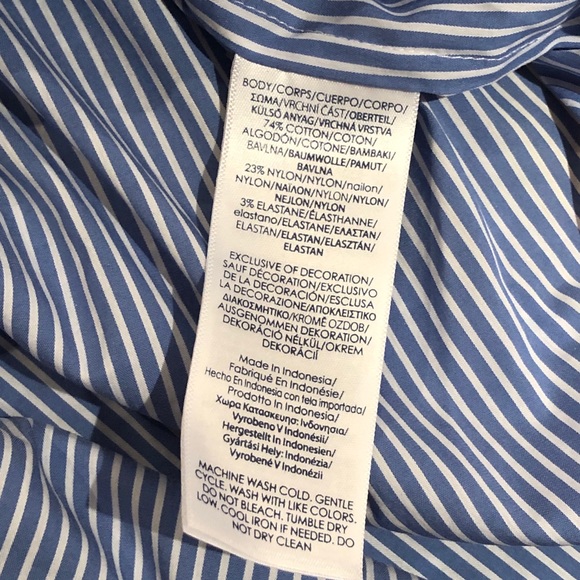 BODY/CORPS/CUERPO/CORPO/
ΣΩΜΑ/VRCHNÍ ČÁST/OBERTEIL/
KÜLSŐ ANYAG/VRCHNÁ VRSTVA
74% COTTON/COTON/
ALGODÓN/COTONE/BAMBAKI/
BAVLNA/BAUMWOLLE/PAMUT/
BAVLNA
23% NYLON/NYLON/nailon/
NYLON/NAÏΛON/NYLON/NYLON/
NEJLON/NYLON
3% ELASTANE/ÉLASTHANNE/
elastano/ELASTANE/ΕΛΑΣΤΑΝ/
ELASTAN/ELASTAN/ELASZTÁN/
ELASTAN
EXCLUSIVE OF DECORATION/
SAUF DÉCORATION/EXCLUSIVO
DE LA DECORACIÓN/ESCLUSA
LA DECORAZIONE/ΑΠΟΚΛΕΙΣΤΙΚΟ
ΔΙΑΚΟΣΜΗΤΙΚΟ/KROMĚ OZDOB/
AUSGENOMMEN DEKORATION/
DEKORÁCIÓ NÉLKÜL/OKREM
DEKORÁCIÍ
Made In Indonesia/
Fabriqué En Indonésie/
Hecho En Indonesia con tela importada/
Prodotto In Indonesia/
Χωρα Κατασκευησ: Ινδονησια/
Vyrobeno V Indonésii/
Hergestellt In Indonesien/
Gyártási Hely: Indonézia/
Vyrobené V Indonézii
MACHINE WASH COLD. GENTLE
CYCLE. WASH WITH LIKE COLORS.
DO NOT BLEACH. TUMBLE DRY
LOW. COOL IRON IF NEEDED. DO
NOT DRY CLEAN